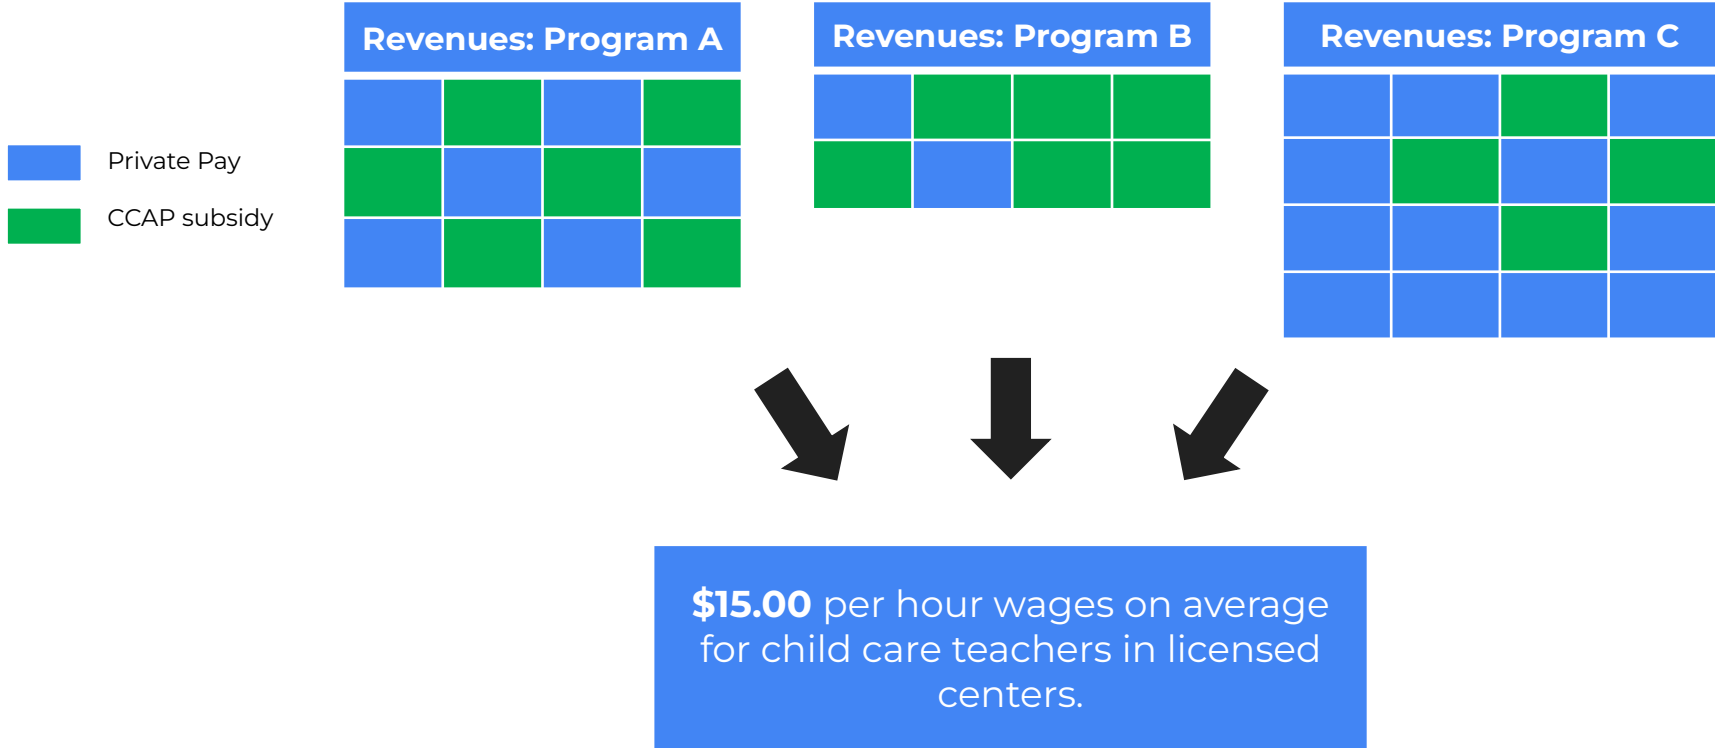 Revenues: Program A
Revenues: Program B
Revenues: Program C
Private Pay
CCAP subsidy
$15.00 per hour wages on average
for child care teachers in licensed
centers.